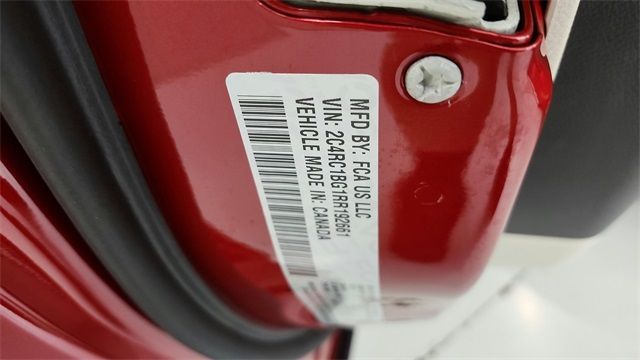 MFD BY: FCA US LLC
VIN: 2C4RC1BG1RR192661
VEHICLE MADE IN: CANADA